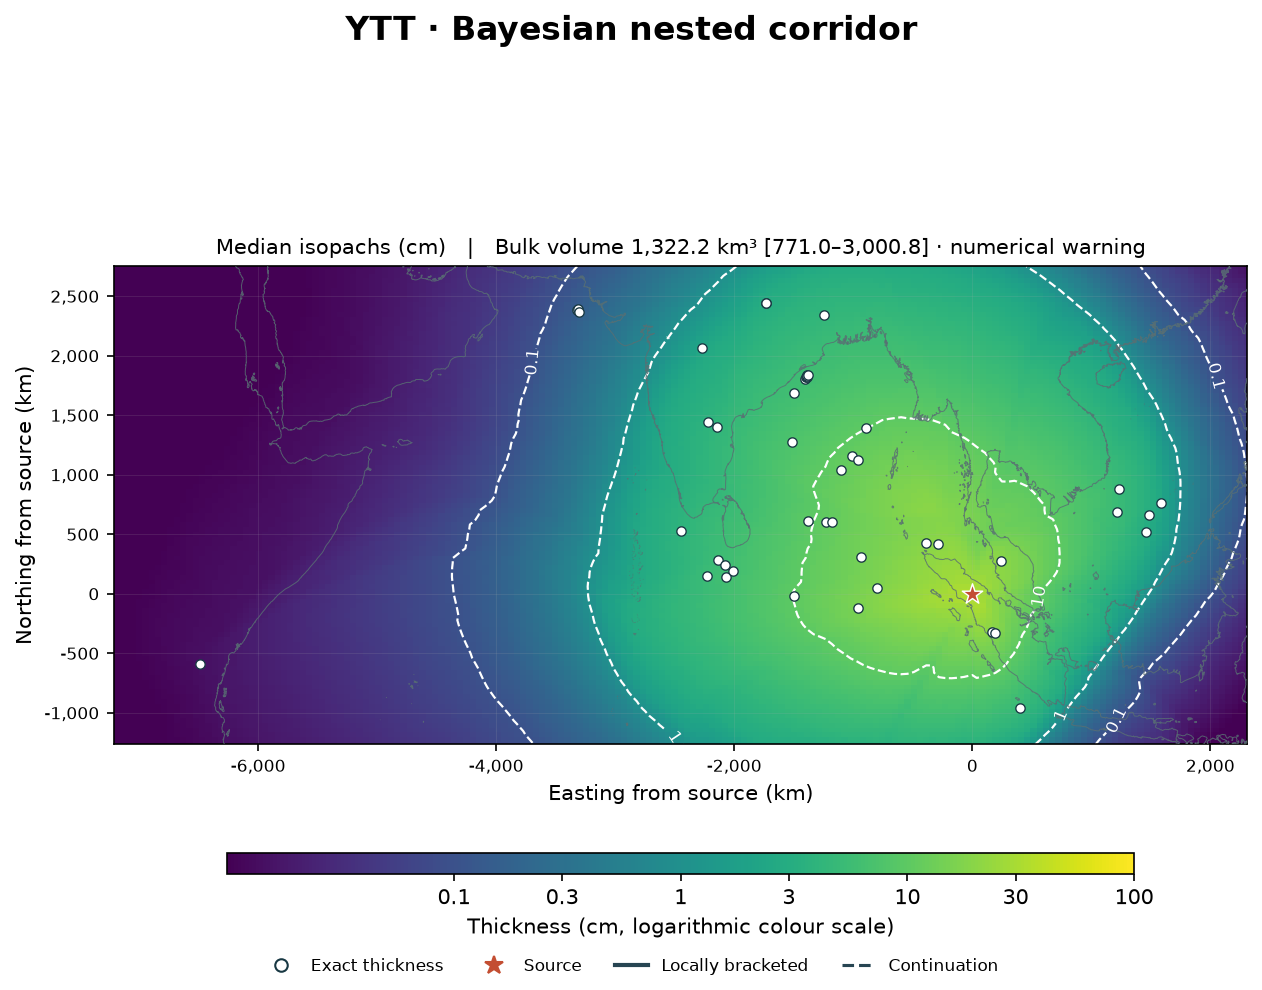 YTT · Bayesian nested corridor
Median isopachs (cm) | Bulk volume 1,322.2 km³ [771.0–3,000.8] · numerical warning
Northing from source (km)
2,500
2,000
1,500
1,000
500
0
-500
-1,000
0.1
1
10
1
0.1
0.1
-6,000
-4,000
-2,000
0
2,000
Easting from source (km)
0.1
0.3
1
3
10
30
100
Thickness (cm, logarithmic colour scale)
Exact thickness
Source
Locally bracketed
Continuation